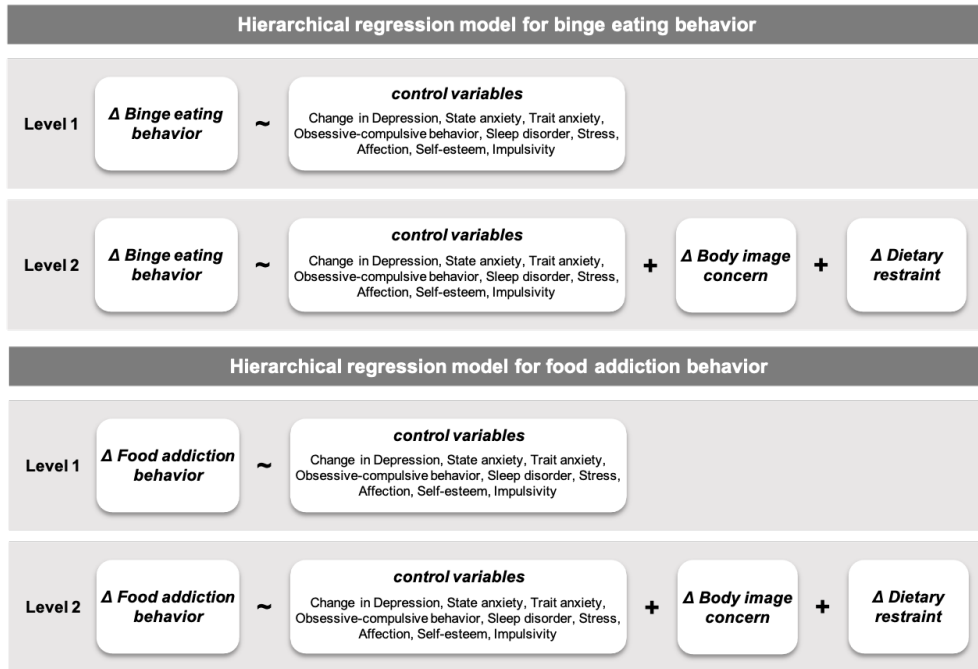 Hierarchical regression model for binge eating behavior
Level 1
Δ Binge eating
behavior
~
control variables
Change in Depression, State anxiety, Trait anxiety,
Obsessive-compulsive behavior, Sleep disorder, Stress,
Affection, Self-esteem, Impulsivity
Level 2
Δ Binge eating
behavior
~
control variables
Change in Depression, State anxiety, Trait anxiety,
Obsessive-compulsive behavior, Sleep disorder, Stress,
Affection, Self-esteem, Impulsivity
+
Δ Body image
concern
+
Δ Dietary
restraint
Hierarchical regression model for food addiction behavior
Level 1
Δ Food addiction
behavior
~
control variables
Change in Depression, State anxiety, Trait anxiety,
Obsessive-compulsive behavior, Sleep disorder, Stress,
Affection, Self-esteem, Impulsivity
Level 2
Δ Food addiction
behavior
~
control variables
Change in Depression, State anxiety, Trait anxiety,
Obsessive-compulsive behavior, Sleep disorder, Stress,
Affection, Self-esteem, Impulsivity
+
Δ Body image
concern
+
Δ Dietary
restraint